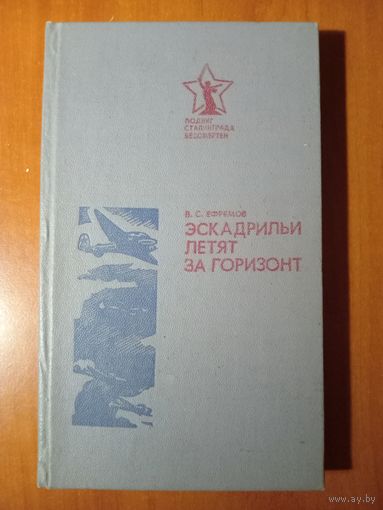 ПОДВИГ
СТАЛИНГРАДА
БЕССМЕРТЕН
В. С. ЕФРЕМОВ
ЭСКАДРИЛЬИ
ЛЕТЯТ
ЗА ГОРИЗОНТ
www.ay.by